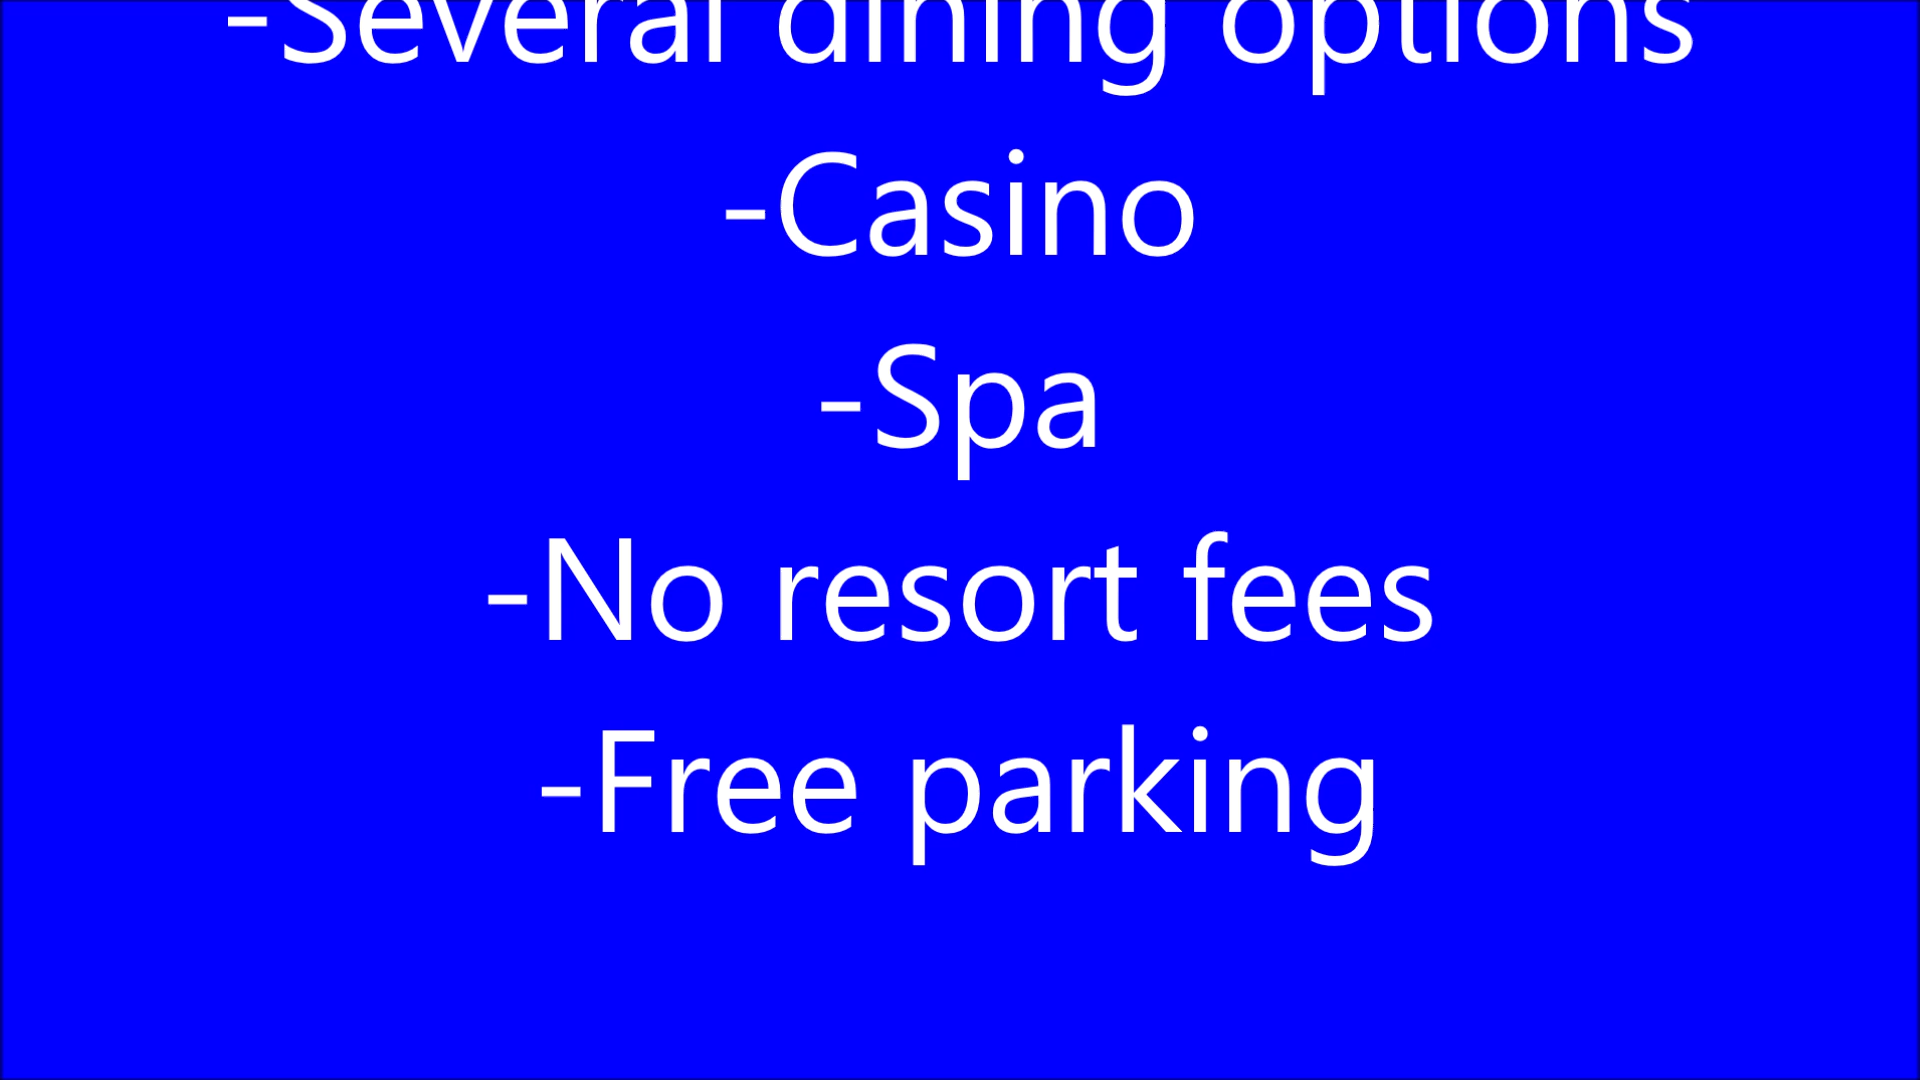 -Several dining options
-Casino
-Spa
-No resort fees
-Free parking